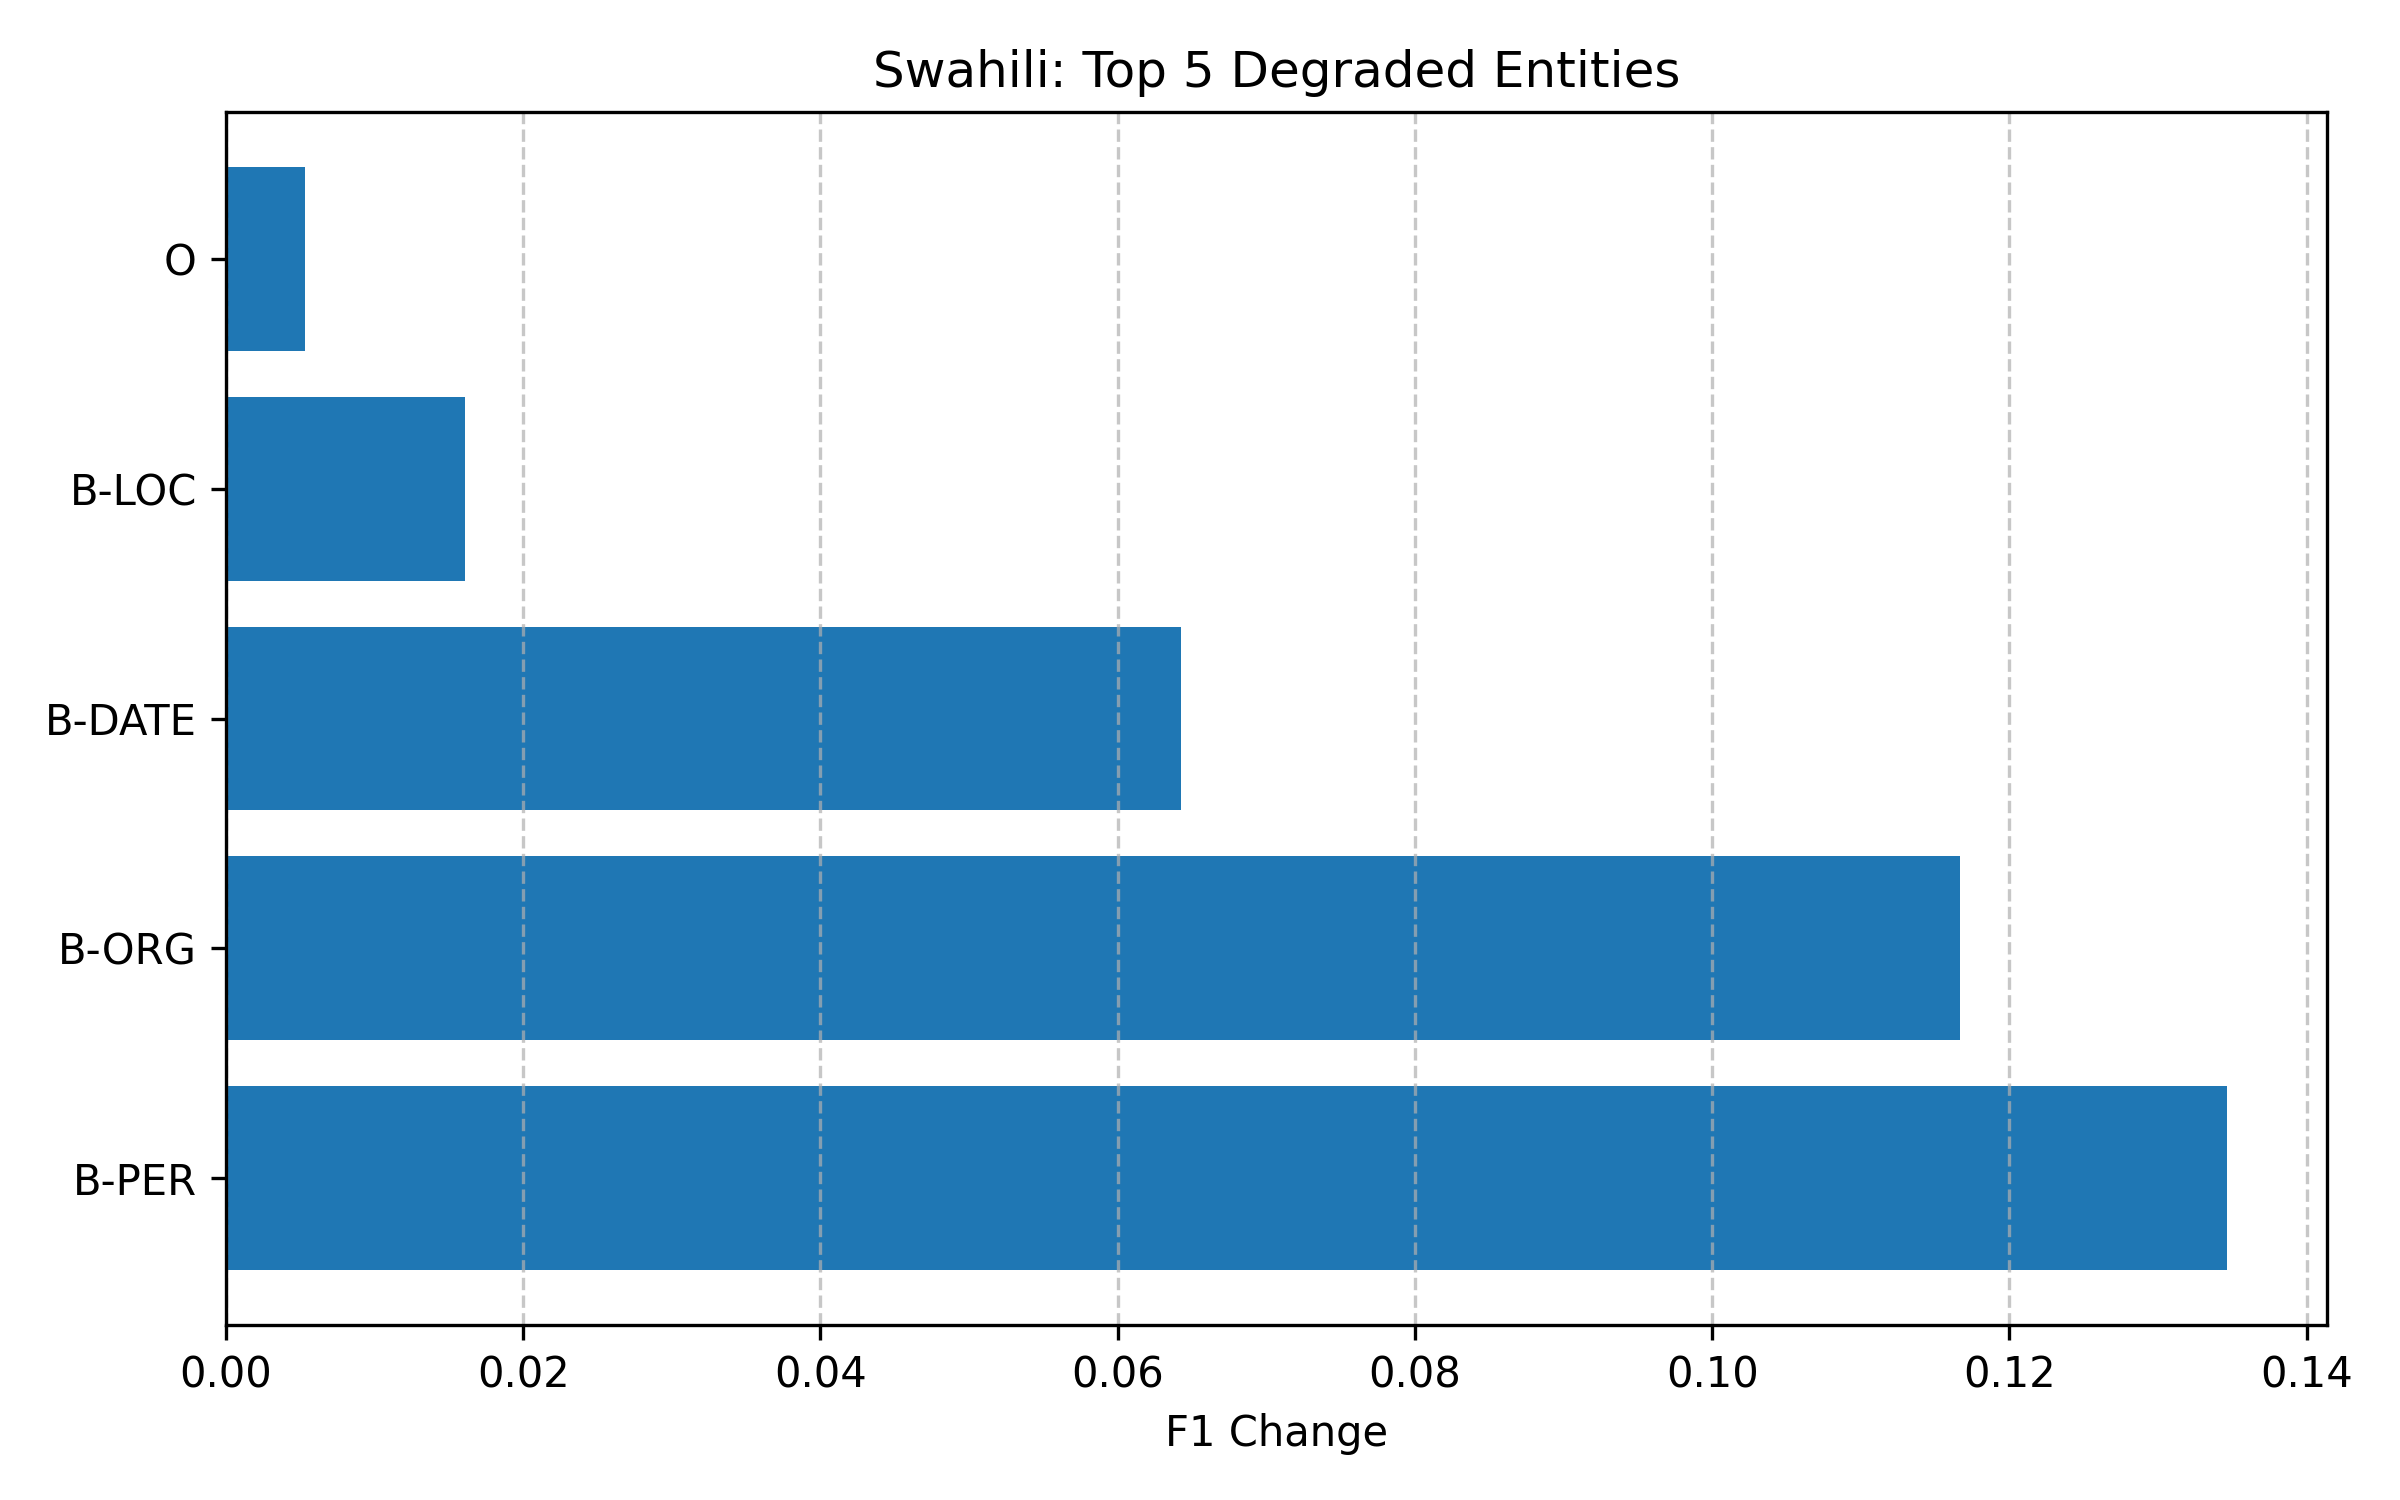 Swahili: Top 5 Degraded Entities
O
B-LOC
B-DATE
B-ORG
B-PER
0.00 0.02 0.04 0.06 0.08 0.10 0.12 0.14
F1 Change